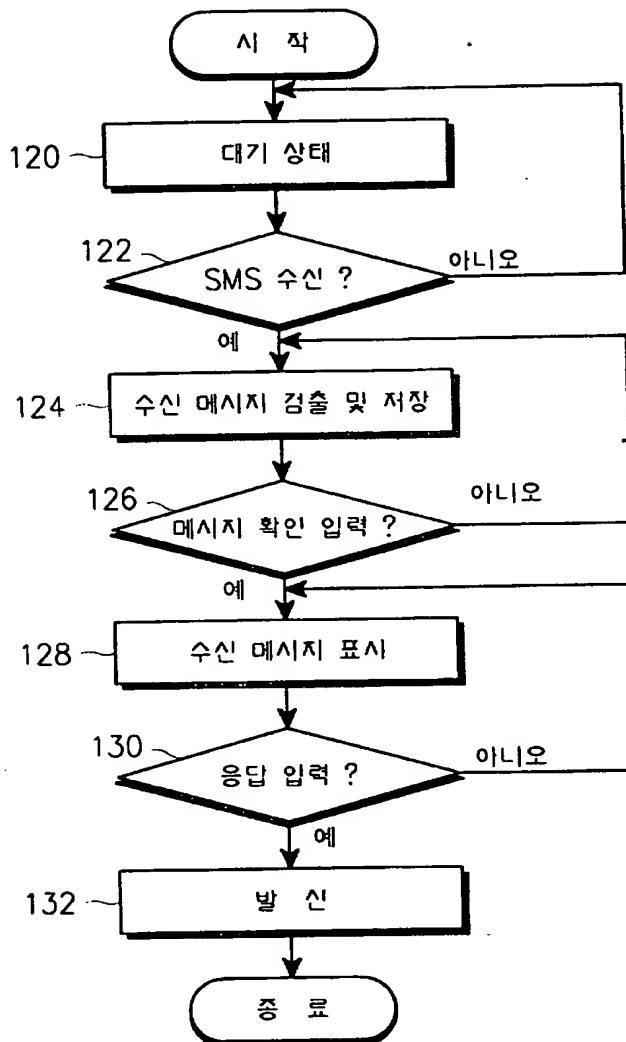 시 작
120
대기 상태
122
SMS 수신 ?
아니오
예
124
수신 메시지 검출 및 저장
126
메시지 확인 입력 ?
아니오
예
128
수신 메시지 표시
130
응답 입력 ?
아니오
예
132
발 신
종 료